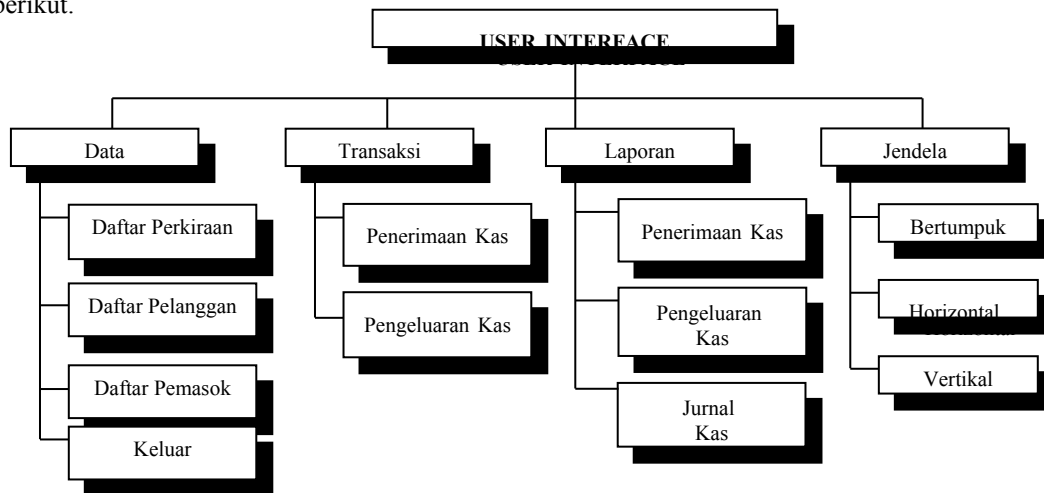 berikut.
USER INTERFACE
Data
Transaksi
Laporan
Jendela
Daftar Perkiraan
Daftar Pelanggan
Daftar Pemasok
Keluar
Penerimaan Kas
Pengeluaran Kas
Penerimaan Kas
Pengeluaran
Kas
Jurnal
Kas
Bertumpuk
Horizontal
Vertikal